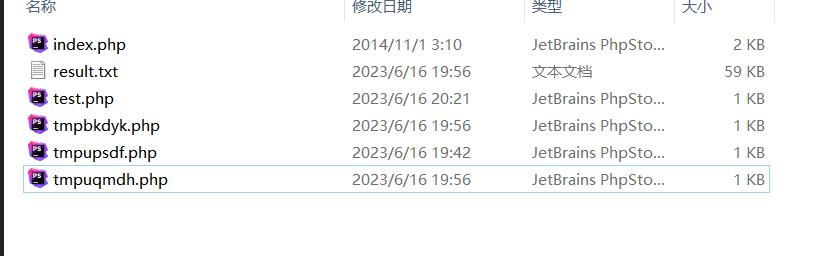 名称 修改日期 类型 大小
index.php 2014/11/1 3:10 JetBrains PhpSto... 2 KB
result.txt 2023/6/16 19:56 文本文档 59 KB
test.php 2023/6/16 20:21 JetBrains PhpSto... 1 KB
tmpbkdyk.php 2023/6/16 19:56 JetBrains PhpSto... 1 KB
tmpupsdf.php 2023/6/16 19:42 JetBrains PhpSto... 1 KB
tmpuqmdh.php 2023/6/16 19:56 JetBrains PhpSto... 1 KB